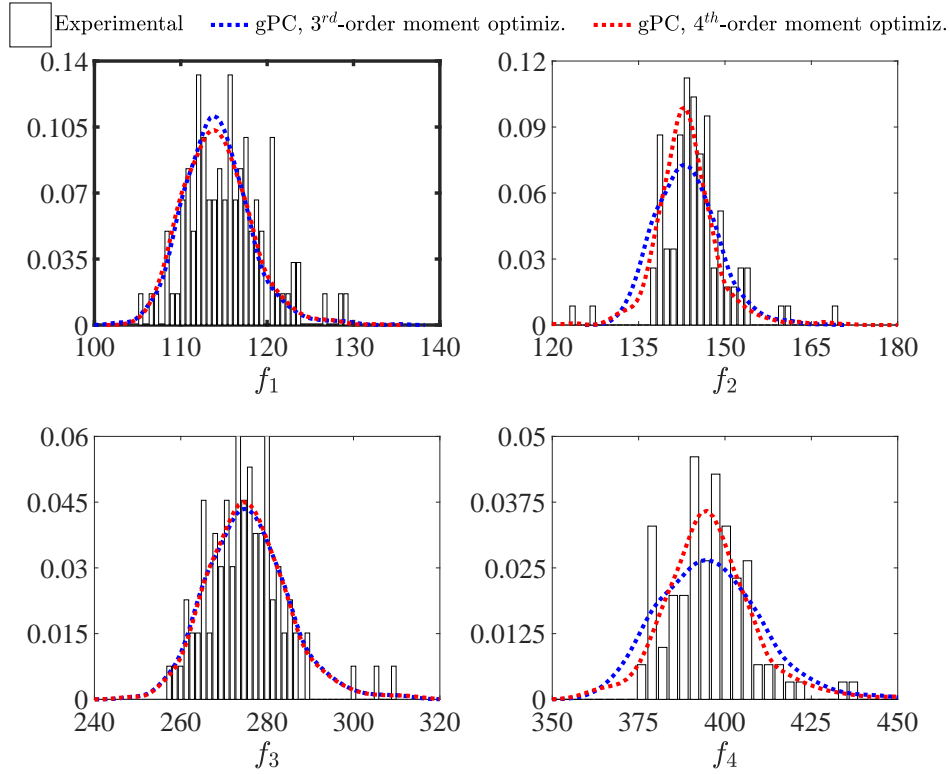 Experimental gPC, 3rd-order moment optimiz. gPC, 4th-order moment optimiz.
0.14
0.105
0.07
0.035
0
100 110 120 130 140
f1
0.12
0.09
0.06
0.03
0
120 135 150 165 180
f2
0.06
0.045
0.03
0.015
0
240 260 280 300 320
f3
0.05
0.0375
0.025
0.0125
0
350 375 400 425 450
f4